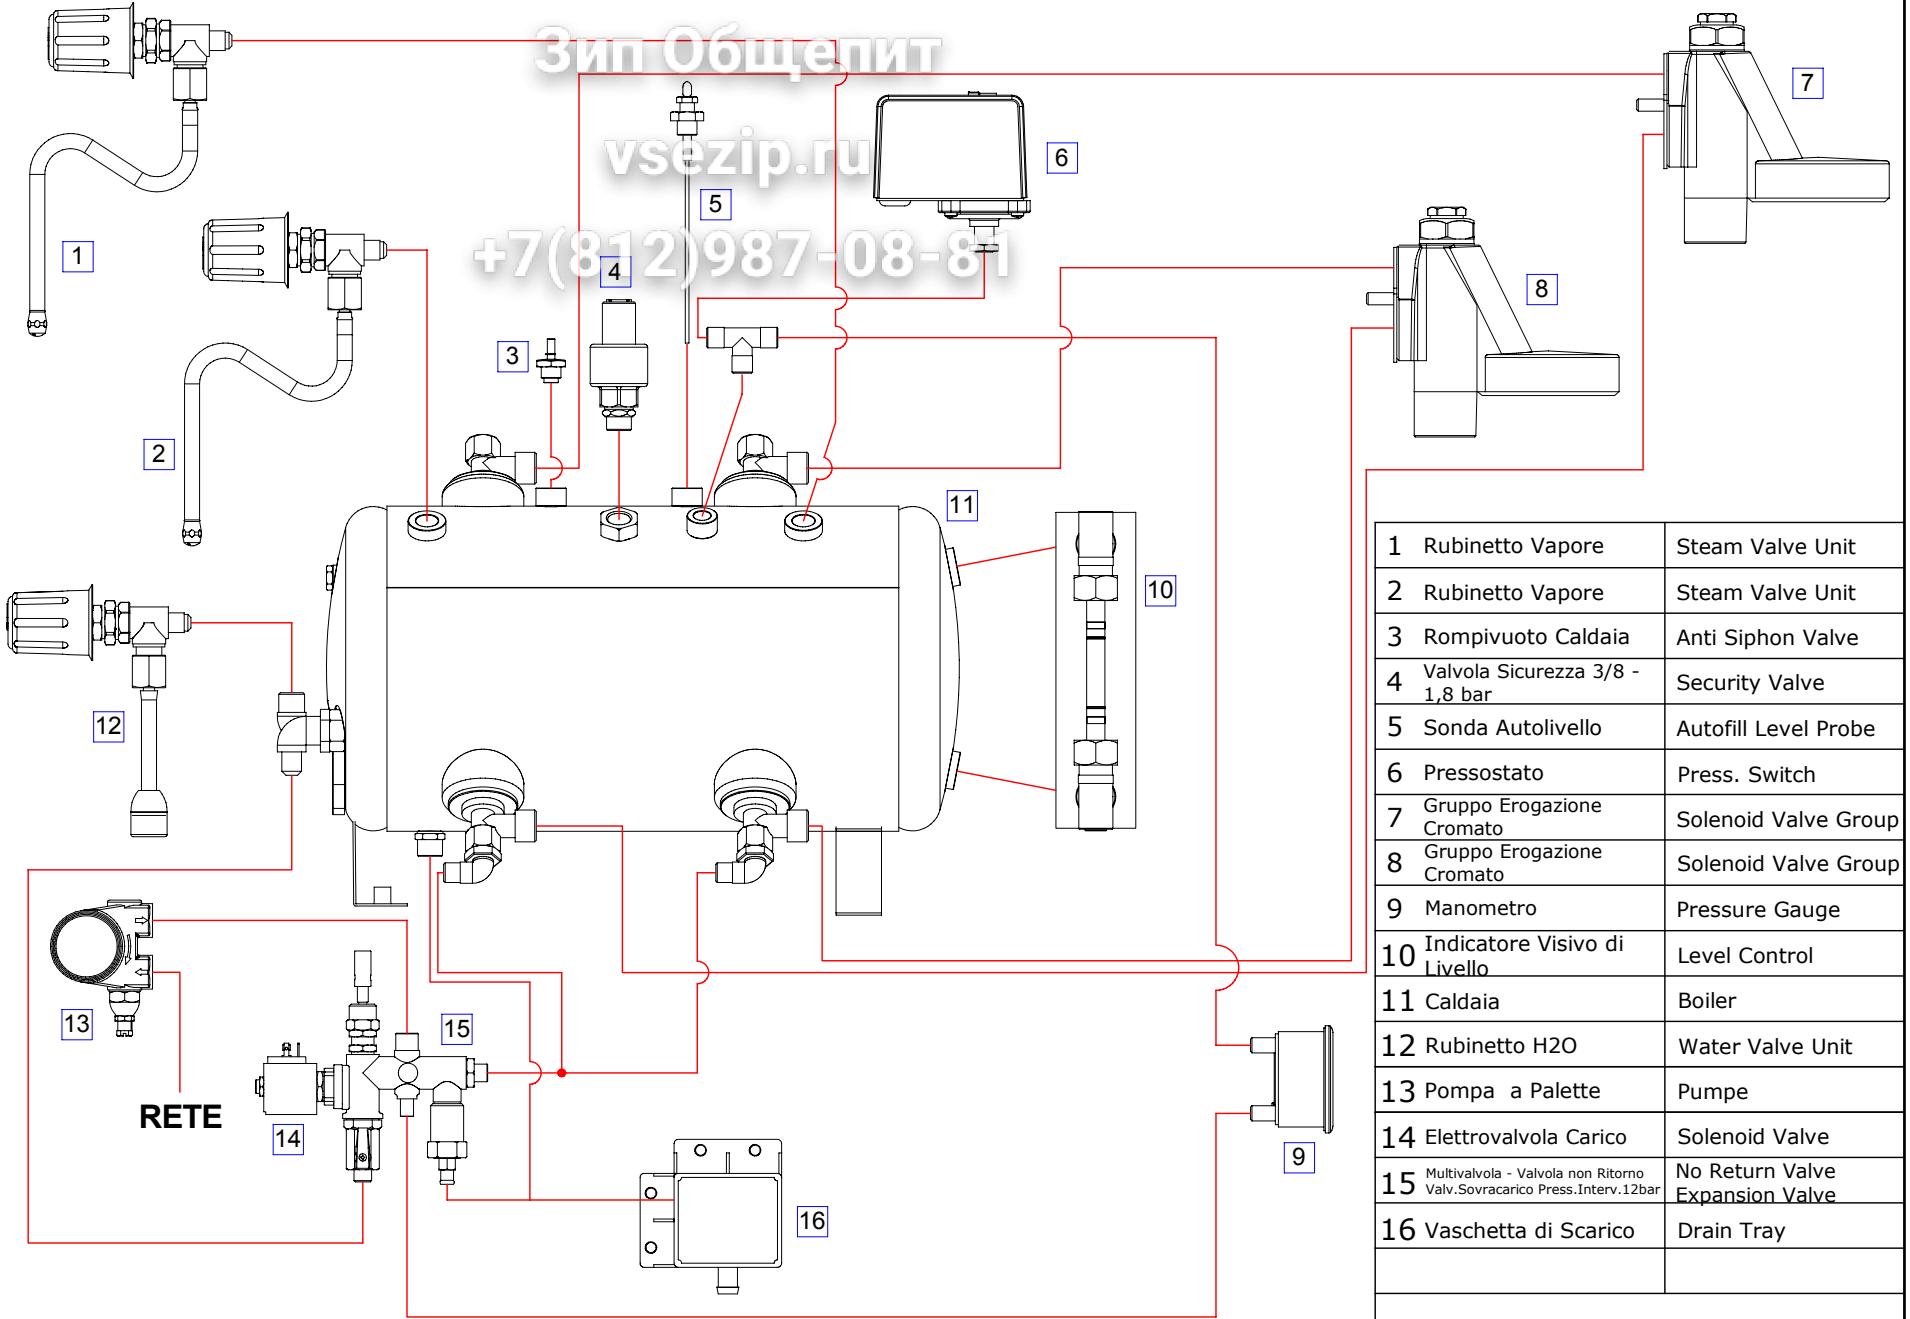 Зип Общепит
vsezip.ru
+7(812)987-08-81
1
2
3
4
5
6
7
8
9
10
11
12
13
14
15
16
RETE
1 Rubinetto Vapore Steam Valve Unit
2 Rubinetto Vapore Steam Valve Unit
3 Rompivuoto Caldaia Anti Siphon Valve
4 Valvola Sicurezza 3/8 -
1,8 bar Security Valve
5 Sonda Autolivello Autofill Level Probe
6 Pressostato Press. Switch
7 Gruppo Erogazione
Cromato Solenoid Valve Group
8 Gruppo Erogazione
Cromato Solenoid Valve Group
9 Manometro Pressure Gauge
10 Indicatore Visivo di
Livello Level Control
11 Caldaia Boiler
12 Rubinetto H2O Water Valve Unit
13 Pompa a Palette Pumpe
14 Elettrovalvola Carico Solenoid Valve
15 Multivalvola - Valvola non Ritorno
Valv.Sovracarico Press.Interv.12bar
No Return Valve
Expansion Valve
16 Vaschetta di Scarico Drain Tray